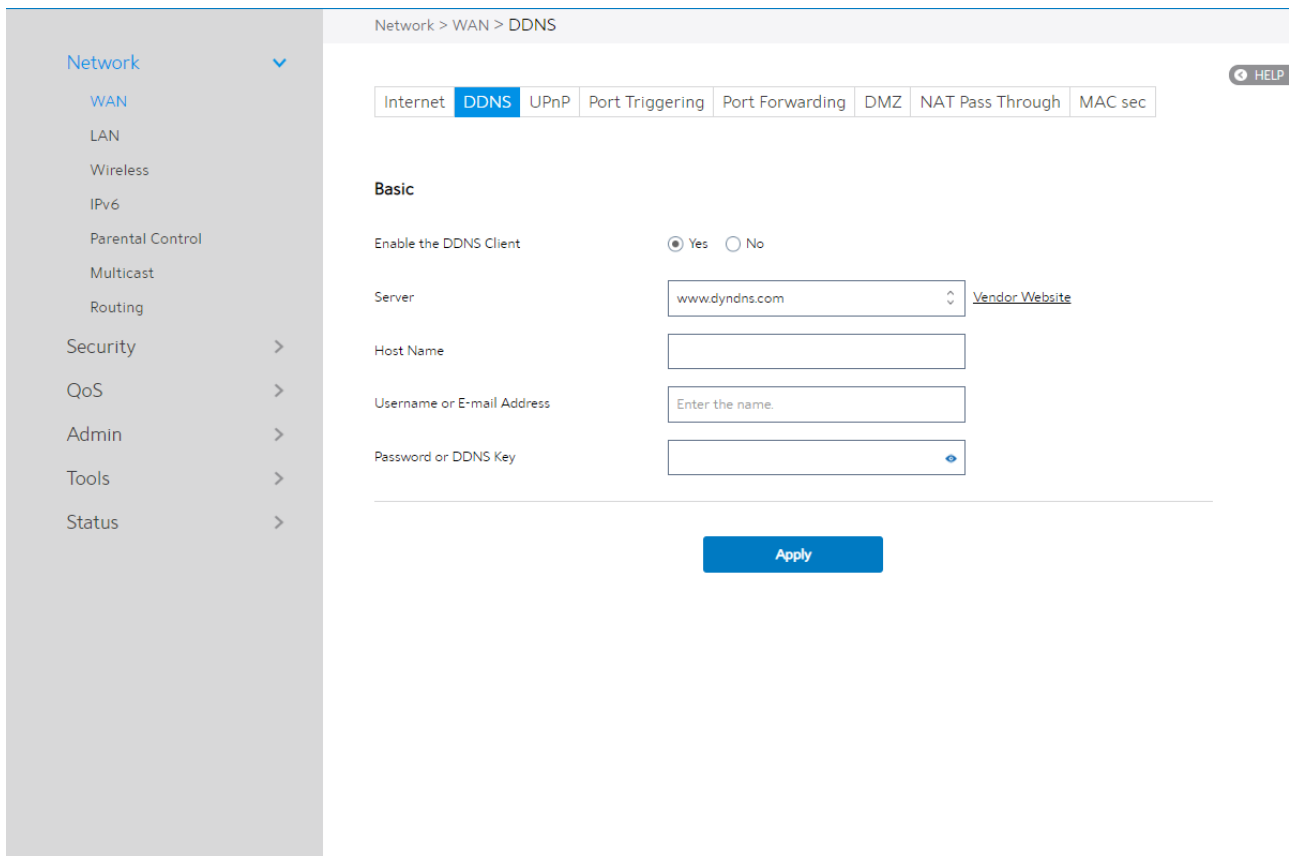 Network > WAN > DDNS
HELP
Network
WAN
LAN
Wireless
IPv6
Parental Control
Multicast
Routing
Security
QoS
Admin
Tools
Status
Internet DDNS UPnP Port Triggering Port Forwarding DMZ NAT Pass Through MAC sec
Basic
Enable the DDNS Client Yes No
Server www.dyndns.com Vendor Website
Host Name
Username or E-mail Address Enter the name.
Password or DDNS Key
Apply